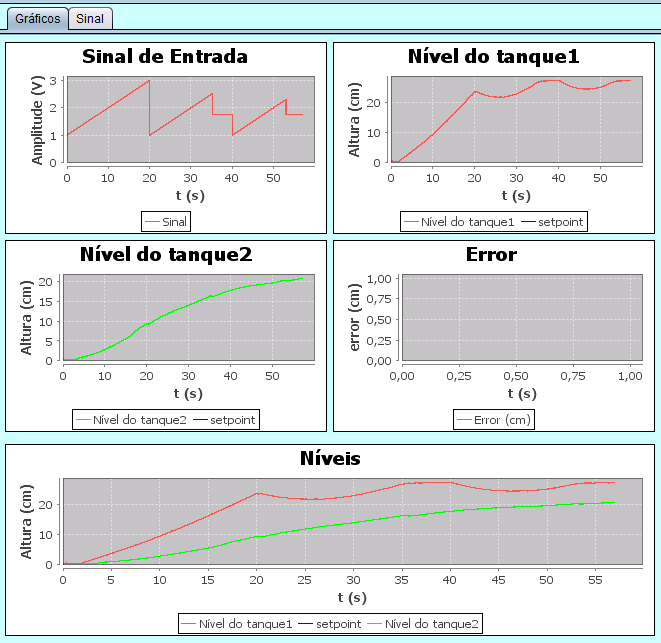 Gráficos Sinal
Sinal de Entrada
Amplitude (V)
3
2
1
0
0 10 20 30 40 50
t (s)
Sinal
Nível do tanque1
Altura (cm)
20
10
0
0 10 20 30 40 50
t (s)
Nível do tanque1 setpoint
Nível do tanque2
Altura (cm)
20
15
10
5
0
0 10 20 30 40 50
t (s)
Nível do tanque2 setpoint
Error
error (cm)
1,00
0,75
0,50
0,25
0,00
0,00 0,25 0,50 0,75 1,00
t (s)
Error (cm)
Níveis
Altura (cm)
20
10
0
0 5 10 15 20 25 30 35 40 45 50 55
t (s)
Nível do tanque1 setpoint Nível do tanque2